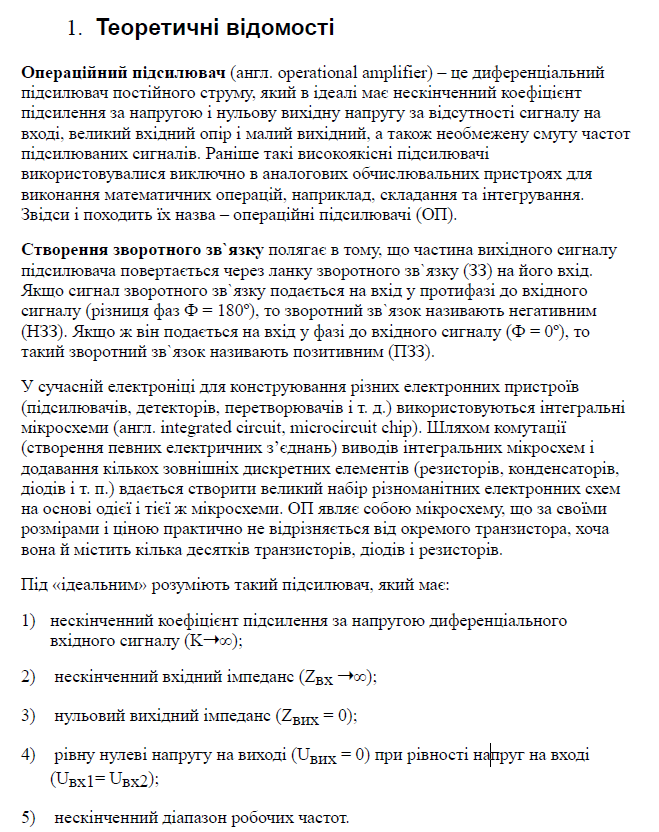 1. Теоретичні відомості
Операційний підсилювач (англ. operational amplifier) – це диференціальний
підсилювач постійного струму, який в ідеалі має нескінченний коефіцієнт
підсилення за напругою і нульову вихідну напругу за відсутності сигналу на
вході, великий вхідний опір і малий вихідний, а також необмежену смугу частот
підсилюваних сигналів. Раніше такі високоякісні підсилювачі
використовувалися виключно в аналогових обчислювальних пристроях для
виконання математичних операцій, наприклад, складання та інтегрування.
Звідси і походить їх назва – операційні підсилювачі (ОП).
Створення зворотного зв`язку полягає в тому, що частина вихідного сигналу
підсилювача повертається через ланку зворотного зв`язку (ЗЗ) на його вхід.
Якщо сигнал зворотного зв`язку подається на вхід у протифазі до вхідного
сигналу (різниця фаз Ф = 180º), то зворотний зв`язок називають негативним
(НЗЗ). Якщо ж він подається на вхід у фазі до вхідного сигналу (Ф = 0º), то
такий зворотний зв`язок називають позитивним (ПЗЗ).
У сучасній електроніці для конструювання різних електронних пристроїв
(підсилювачів, детекторів, перетворювачів і т. д.) використовуються інтегральні
мікросхеми (англ. integrated circuit, microcircuit chip). Шляхом комутації
(створення певних електричних з’єднань) виводів інтегральних мікросхем і
додавання кількох зовнішніх дискретних елементів (резисторів, конденсаторів,
діодів і т. п.) вдається створити великий набір різноманітних електронних схем
на основі одієї і тієї ж мікросхеми. ОП являє собою мікросхему, що за своїми
розмірами і ціною практично не відрізняється від окремого транзистора, хоча
вона й містить кілька десятків транзисторів, діодів і резисторів.
Під «ідеальним» розуміють такий підсилювач, який має:
1) нескінченний коефіцієнт підсилення за напругою диференціального
вхідного сигналу (K→∞);
2) нескінченний вхідний імпеданс (Zвх →∞);
3) нульовий вихідний імпеданс (Zвих = 0);
4) рівну нулеві напругу на виході (Uвих = 0) при рівності напруг на вході
(Uвх1= Uвх2);
5) нескінченний діапазон робочих частот.